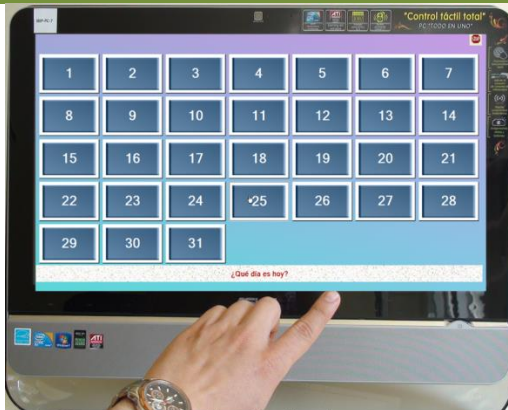 "Control táctil total"
PC "TODO EN UNO"
1 2 3 4 5 6 7
8 9 10 11 12 13 14
15 16 17 18 19 20 21
22 23 24 25 26 27 28
29 30 31
¿Qué día es hoy?
ATI